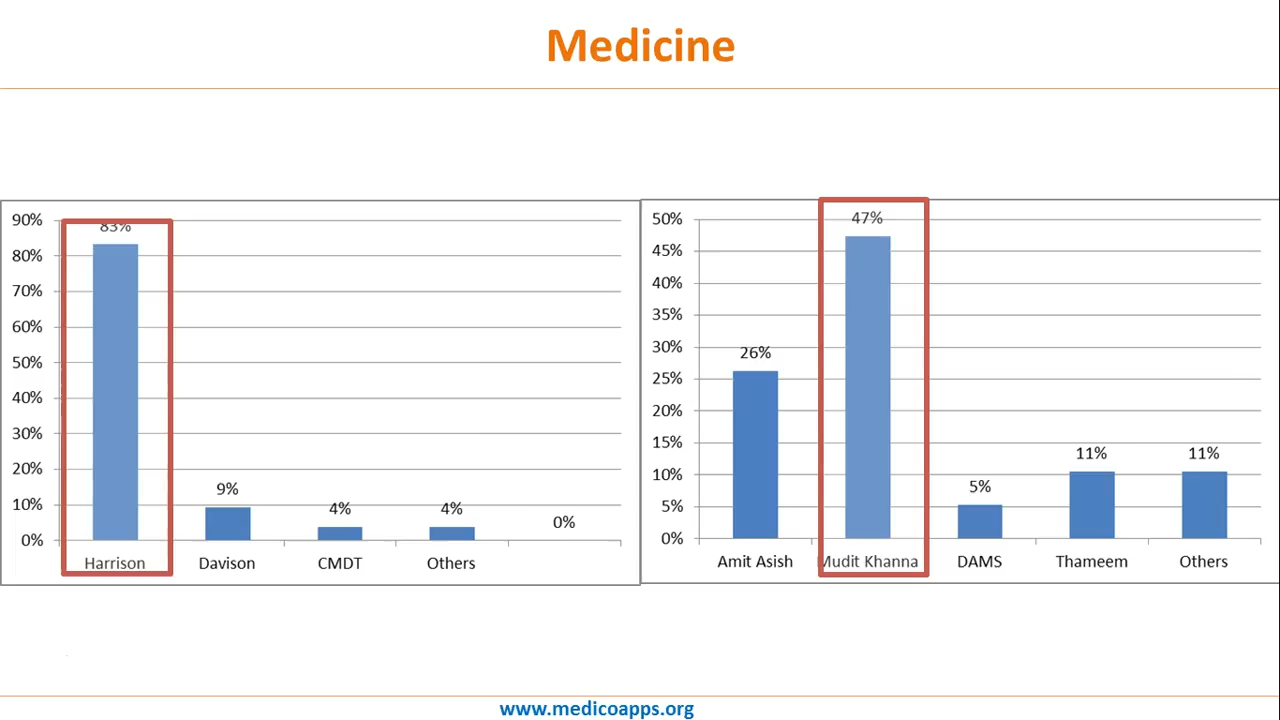 Medicine
90%
80%
70%
60%
50%
40%
30%
20%
10%
0%
83%
9%
4%
4%
0%
Harrison
Davison
CMDT
Others
50%
45%
40%
35%
30%
25%
20%
15%
10%
5%
0%
26%
47%
5%
11%
11%
Amit Asish
Mudit Khanna
DAMS
Thameem
Others
www.medicoapps.org